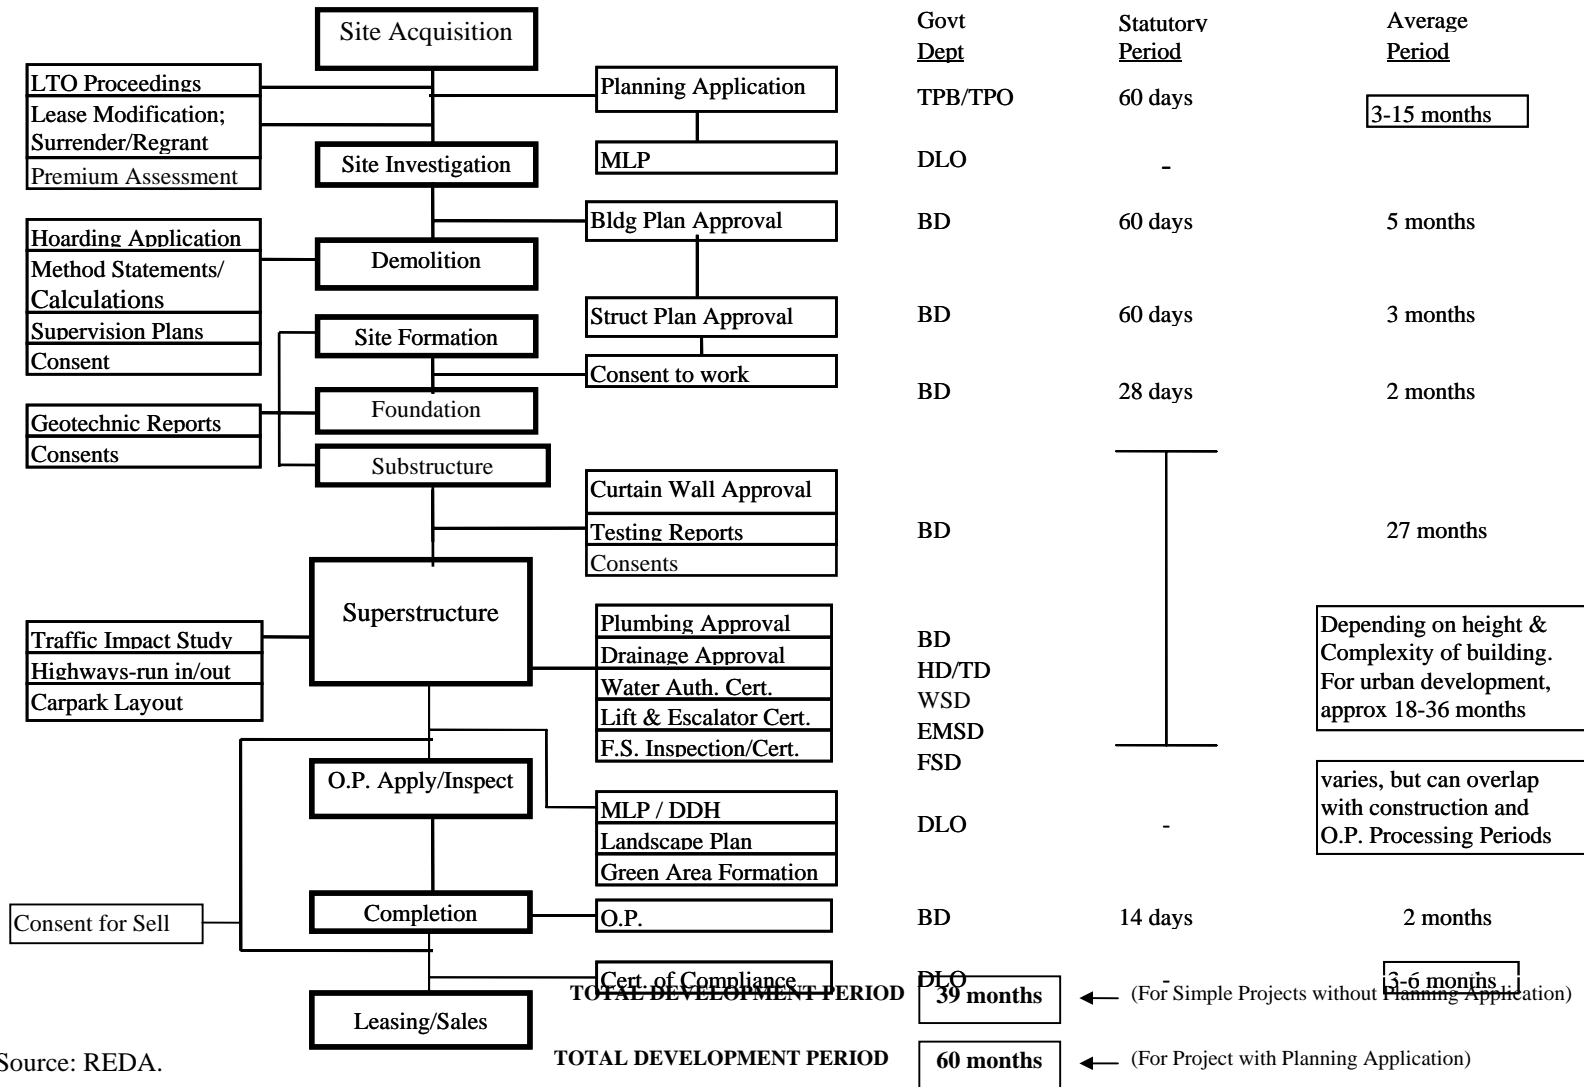 Site Acquisition
Govt
Dept
Statutory
Period
Average
Period
LTO Proceedings
Lease Modification;
Surrender/Regrant
Premium Assessment
Planning Application
TPB/TPO
60 days
3-15 months
Site Investigation
MLP
DLO
-
Bldg Plan Approval
BD
60 days
5 months
Hoarding Application
Method Statements/
Calculations
Supervision Plans
Consent
Demolition
Site Formation
Struct Plan Approval
BD
60 days
3 months
Consent to work
BD
28 days
2 months
Foundation
Geotechnic Reports
Consents
Substructure
Curtain Wall Approval
Testing Reports
Consents
BD
27 months
Superstructure
Traffic Impact Study
Highways-run in/out
Carpark Layout
Plumbing Approval
Drainage Approval
Water Auth. Cert.
Lift & Escalator Cert.
F.S. Inspection/Cert.
BD
HD/TD
WSD
EMSD
FSD
Depending on height &
Complexity of building.
For urban development,
approx 18-36 months
O.P. Apply/Inspect
MLP / DDH
Landscape Plan
Green Area Formation
DLO
-
varies, but can overlap
with construction and
O.P. Processing Periods
Consent for Sell
Completion
O.P.
BD
14 days
2 months
Cert. of Compliance
DLO
-
3-6 months
TOTAL DEVELOPMENT PERIOD
39 months
(For Simple Projects without Planning Application)
Leasing/Sales
TOTAL DEVELOPMENT PERIOD
60 months
(For Project with Planning Application)
Source: REDA.